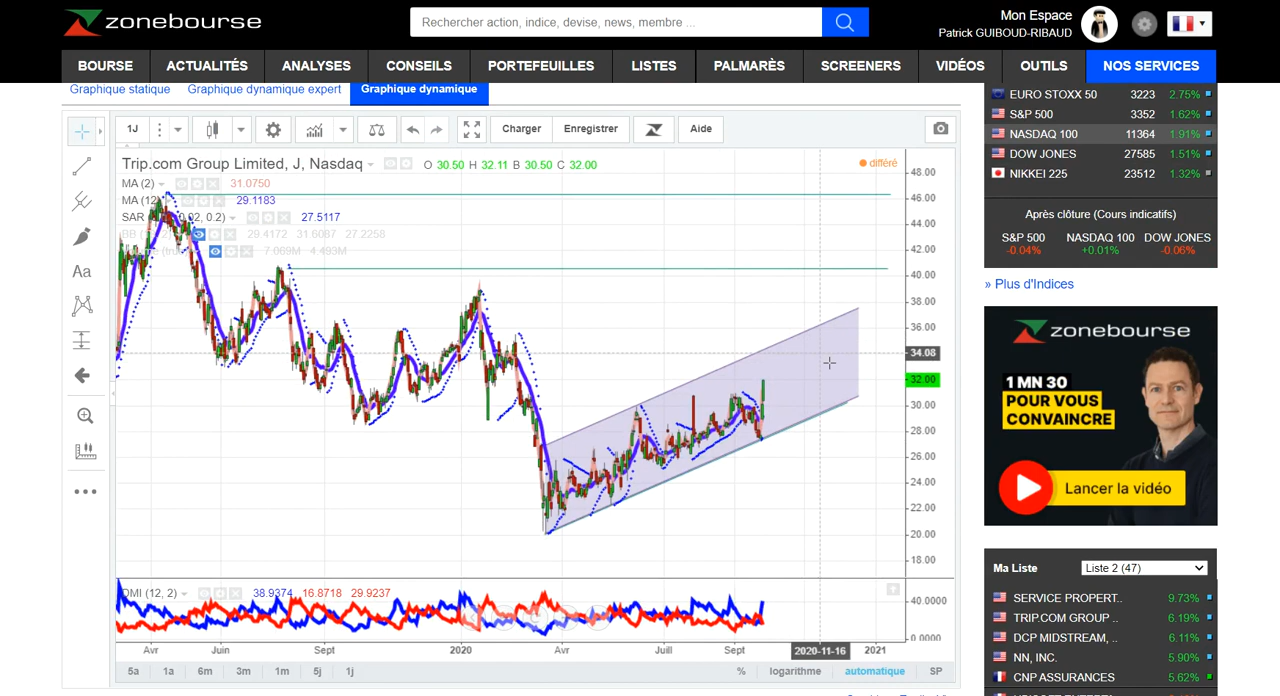 zonebourse
Rechercher action, indice, devise, news, membre ...
Mon Espace
Patrick GUIBOUD-RIBAUD
BOURSE ACTUALITÉS ANALYSES CONSEILS PORTEFEUILLES LISTES PALMARÈS SCREENERS VIDÉOS OUTILS NOS SERVICES
Graphique statique Graphique dynamique expert Graphique dynamique
1J Charger Enregistrer Aide
Trip.com Group Limited, J, Nasdaq O 30.50 H 32.11 B 30.50 C 32.00
différé
MA (2) 31.0750
MA (12) 29.1183
SAR 0.02, 0.2) 27.5117
BB 29.4172 31.6087 27.2258
7.069M 4.493M
Aa
48.00
46.00
44.00
42.00
40.00
38.00
36.00
34.08
32.00
30.00
28.00
26.00
24.00
22.00
20.00
18.00
DMI (12, 2) 38.9374 16.8718 29.9237
40.0000
0.0000
Avr Juin Sept 2020 Avr Juill Sept 2020-11-16 2021
5a 1a 6m 3m 1m 5j 1j % logarithme automatique SP
EURO STOXX 50 3223 2.75%
S&P 500 3352 1.62%
NASDAQ 100 11364 1.91%
DOW JONES 27585 1.51%
NIKKEI 225 23512 1.32%
Après clôture (Cours indicatifs)
S&P 500 NASDAQ 100 DOW JONES
-0.04% +0.01% -0.06%
» Plus d'Indices
zonebourse
1 MN 30
POUR VOUS
CONVAINCRE
Lancer la vidéo
Ma Liste Liste 2 (47)
SERVICE PROPERT.. 9.73%
TRIP.COM GROUP .. 6.19%
DCP MIDSTREAM, .. 6.11%
NN, INC. 5.90%
CNP ASSURANCES 5.62%